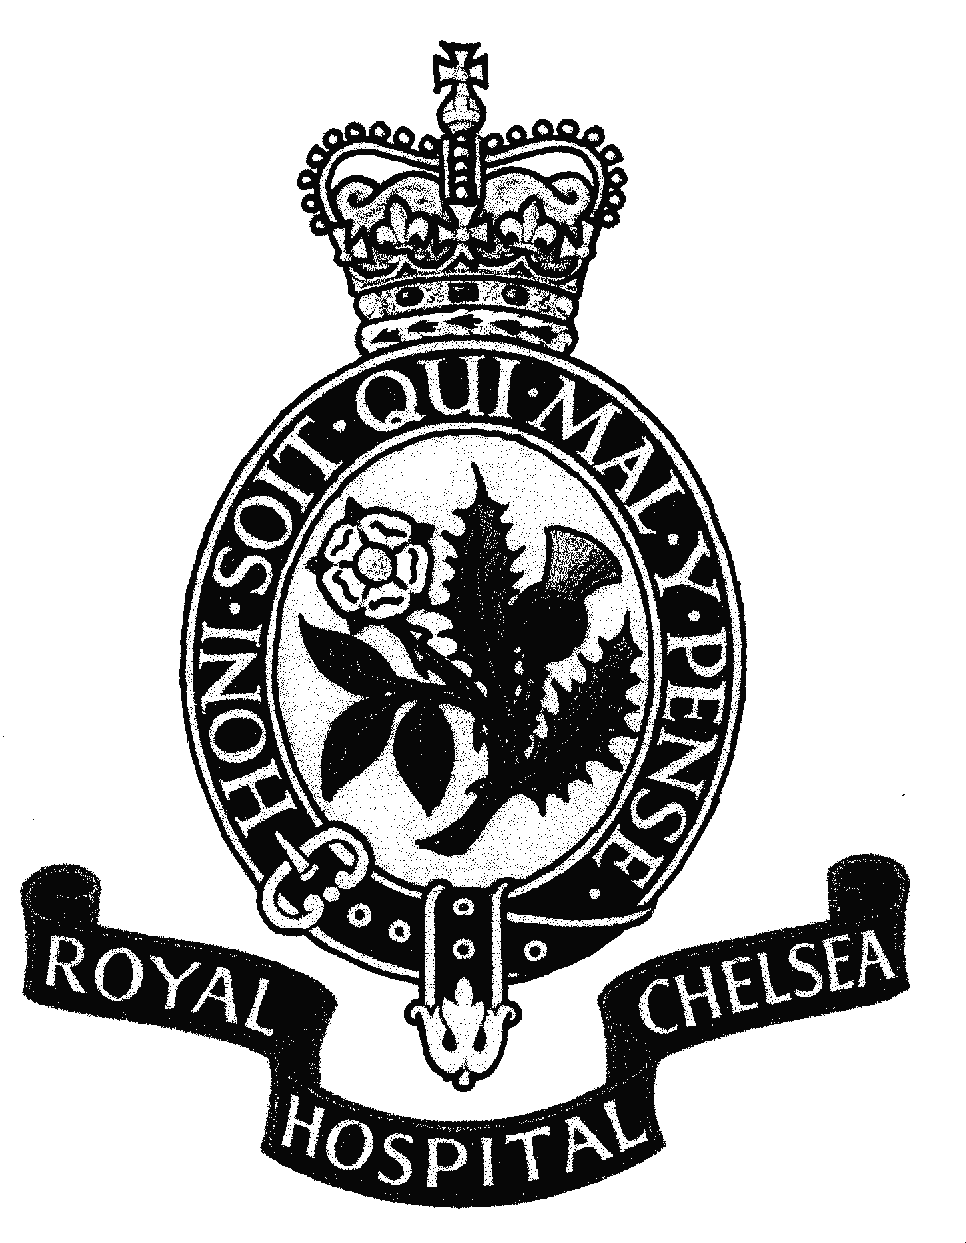 HONI · SOIT · QUI · MAL · Y · PENSE ·
ROYAL
HOSPITAL
CHELSEA